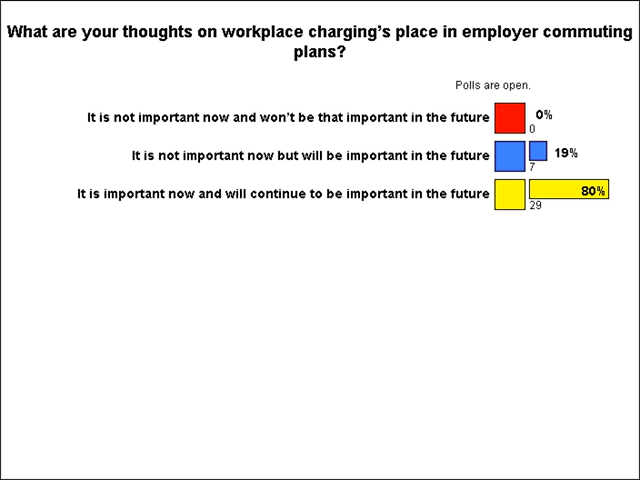 What are your thoughts on workplace charging's place in employer commuting
plans?
Polls are open.
It is not important now and won't be that important in the future
0%
0
It is not important now but will be important in the future
19%
7
It is important now and will continue to be important in the future
80%
29